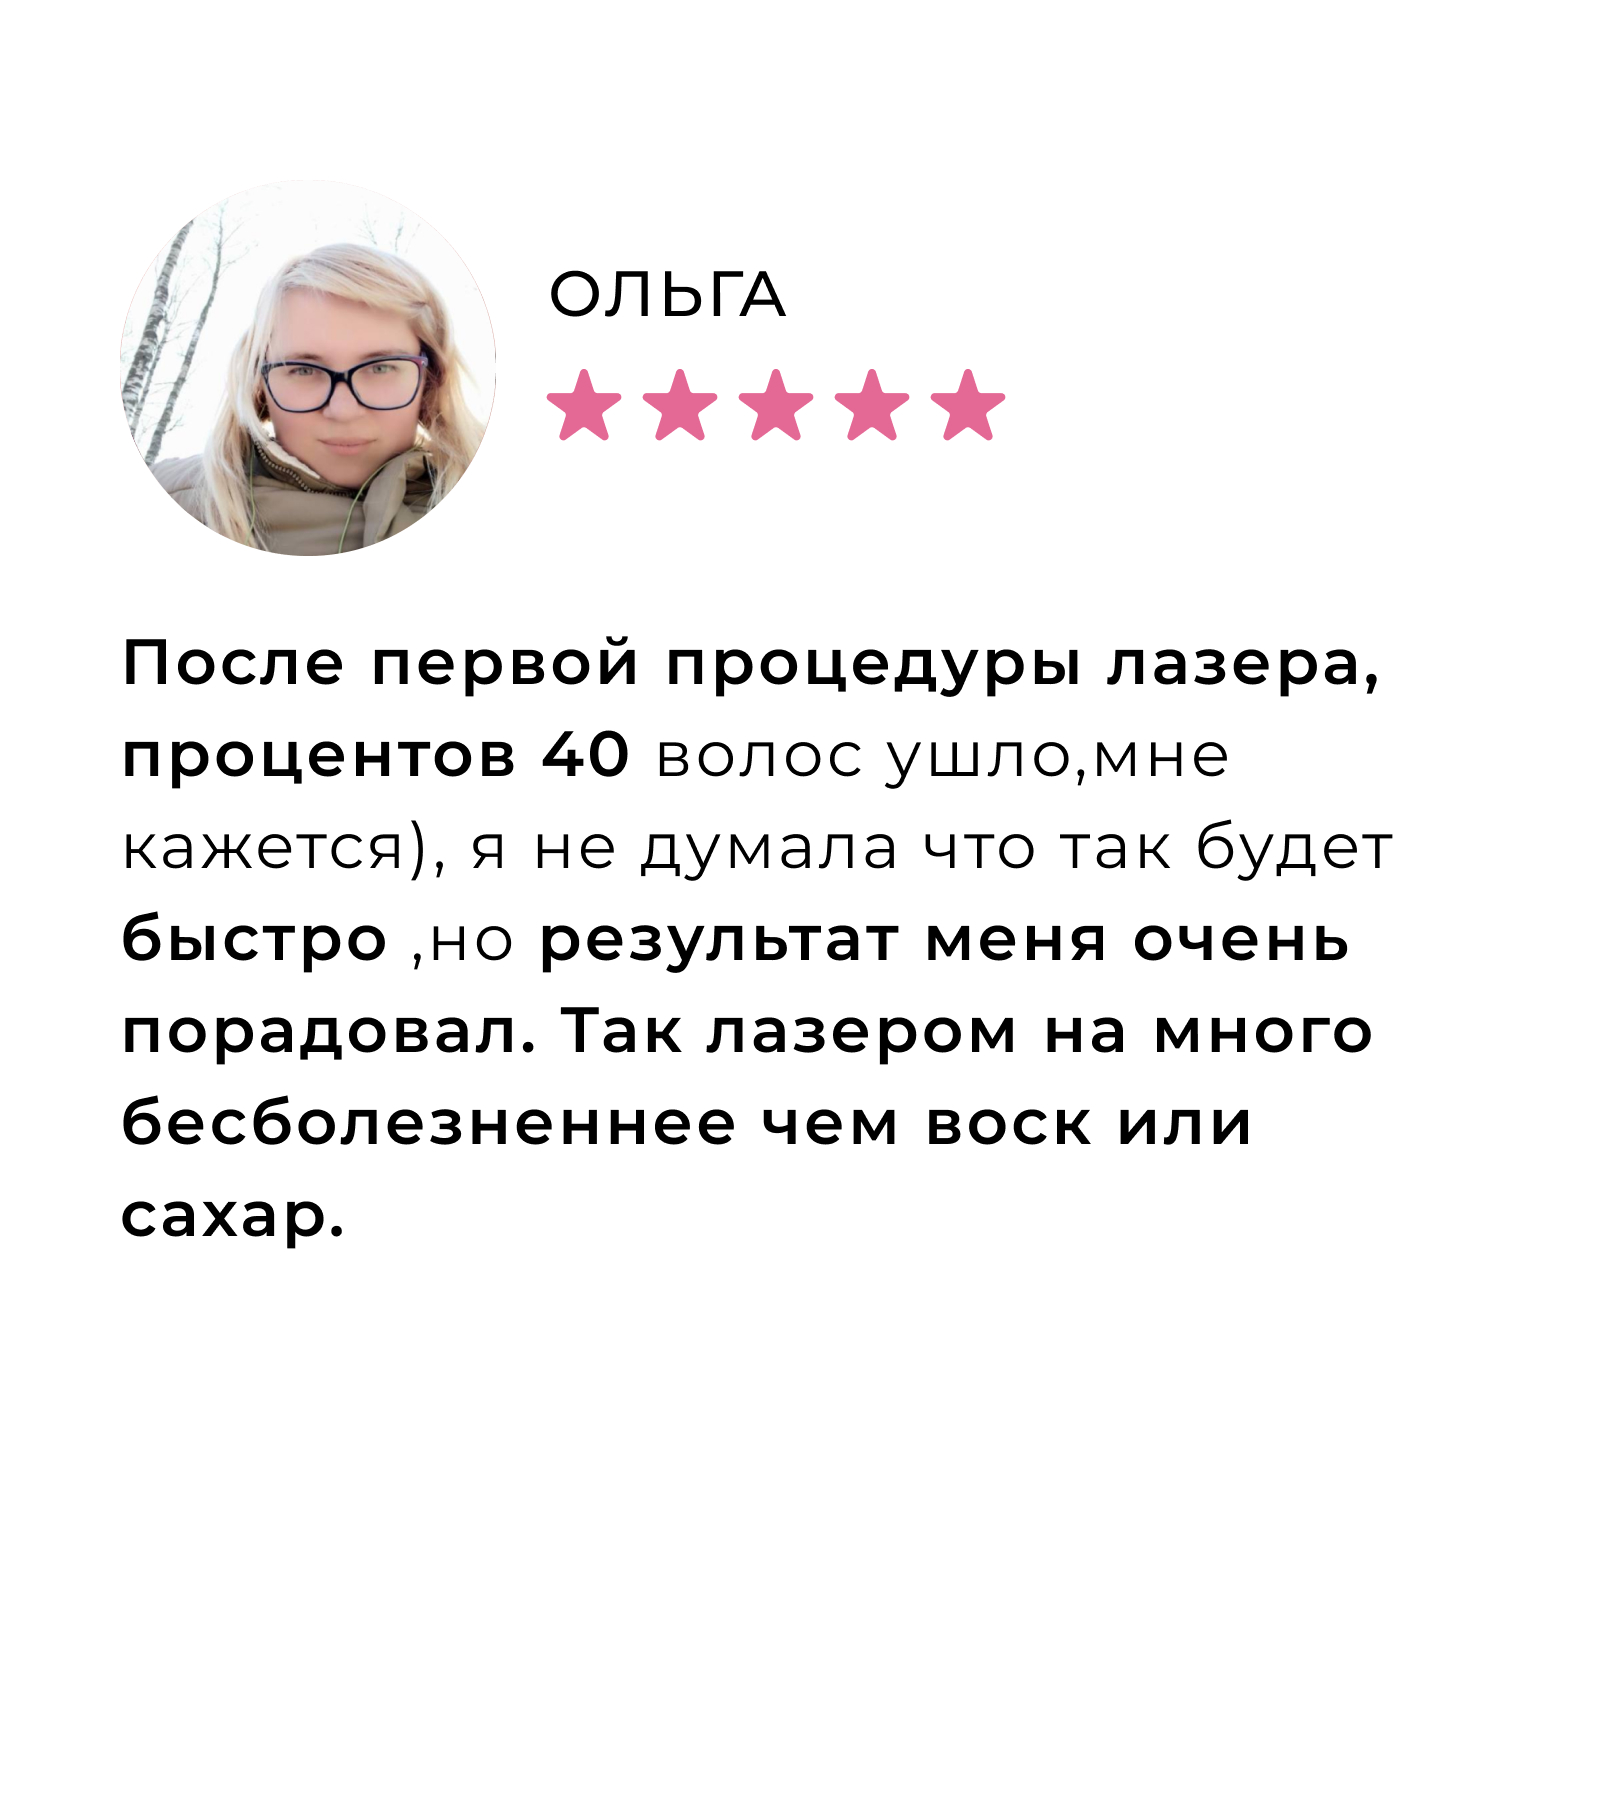 ОЛЬГА
После первой процедуры лазера,
процентов 40 волос ушло,мне
кажется), я не думала что так будет
быстро ,но результат меня очень
порадовал. Так лазером на много
бесболезненнее чем воск или
сахар.